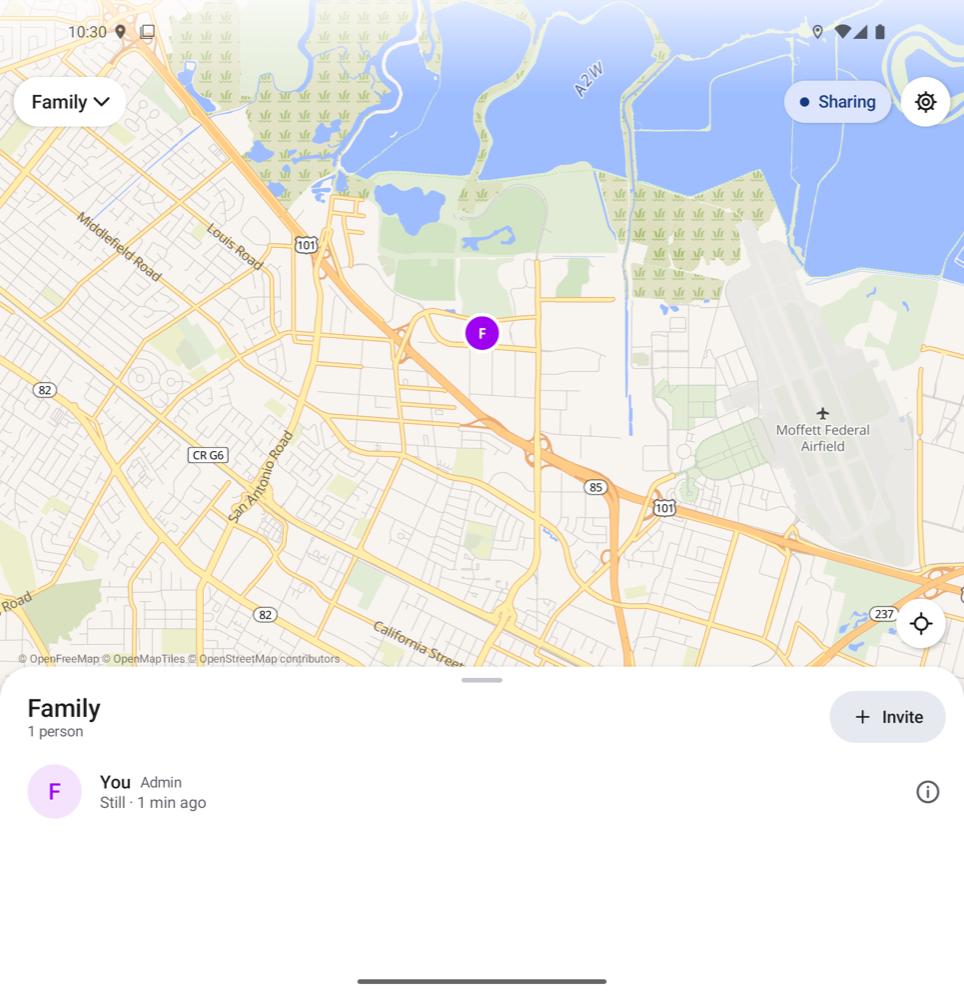 10:30
Family
Sharing
A2W
Middlefield Road
Louis Road
101
82
CR G6
San Antonio Road
Moffett Federal
Airfield
85
101
F
Road
82
California Street
237
© OpenFreeMap © OpenMapTiles © OpenStreetMap contributors
Family
1 person
+ Invite
F
You Admin
Still · 1 min ago